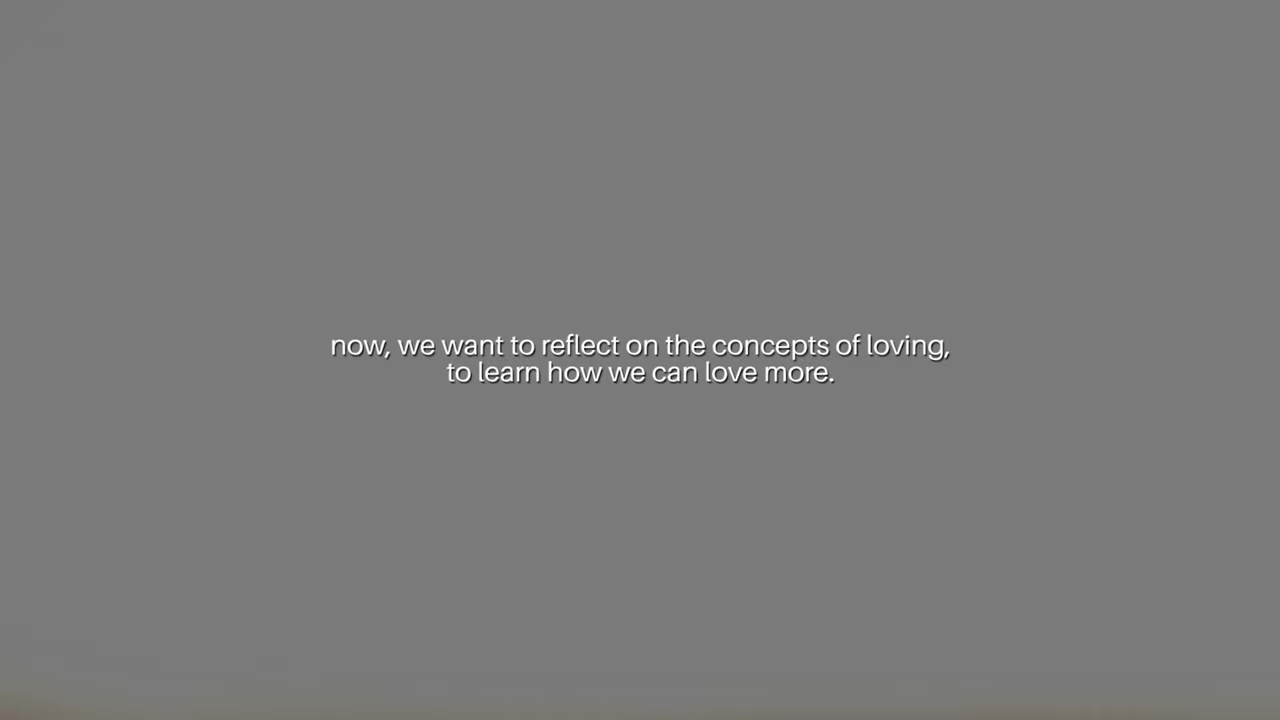 now, we want to reflect on the concepts of loving,
to learn how we can love more.